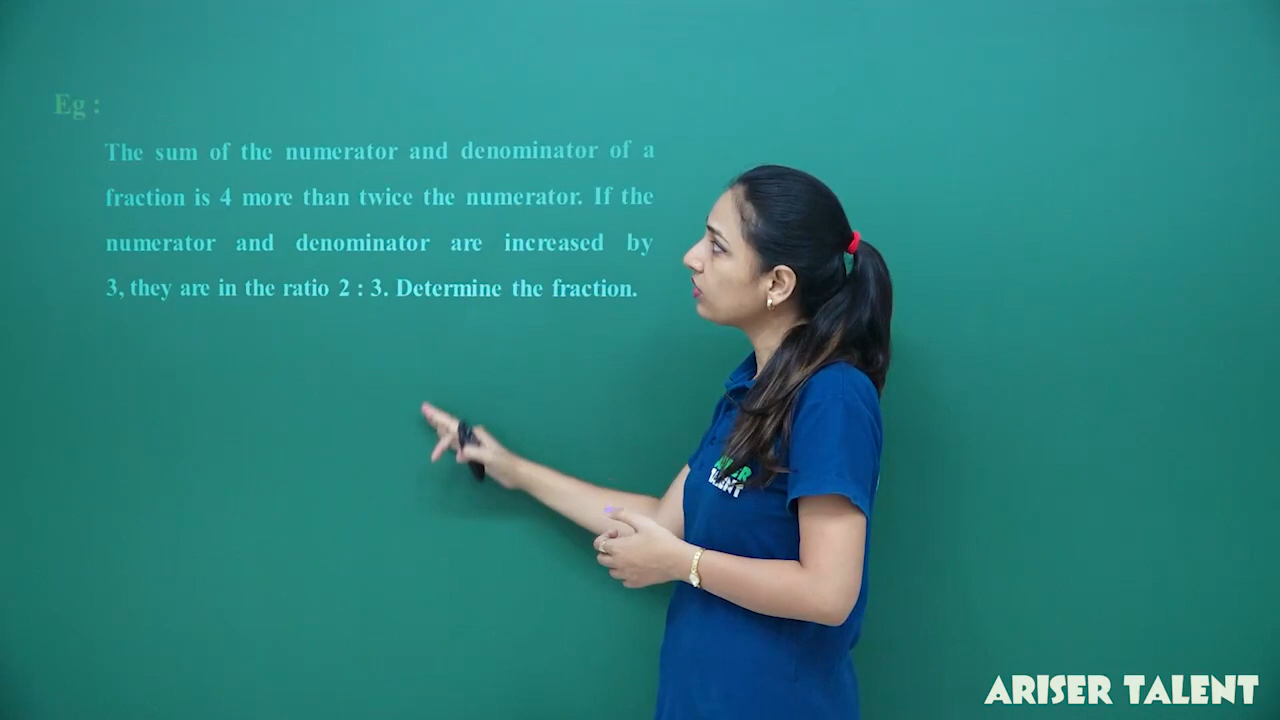 Eg :
The sum of the numerator and denominator of a
fraction is 4 more than twice the numerator. If the
numerator and denominator are increased by
3, they are in the ratio 2 : 3. Determine the fraction.
TALENT
ARISER TALENT